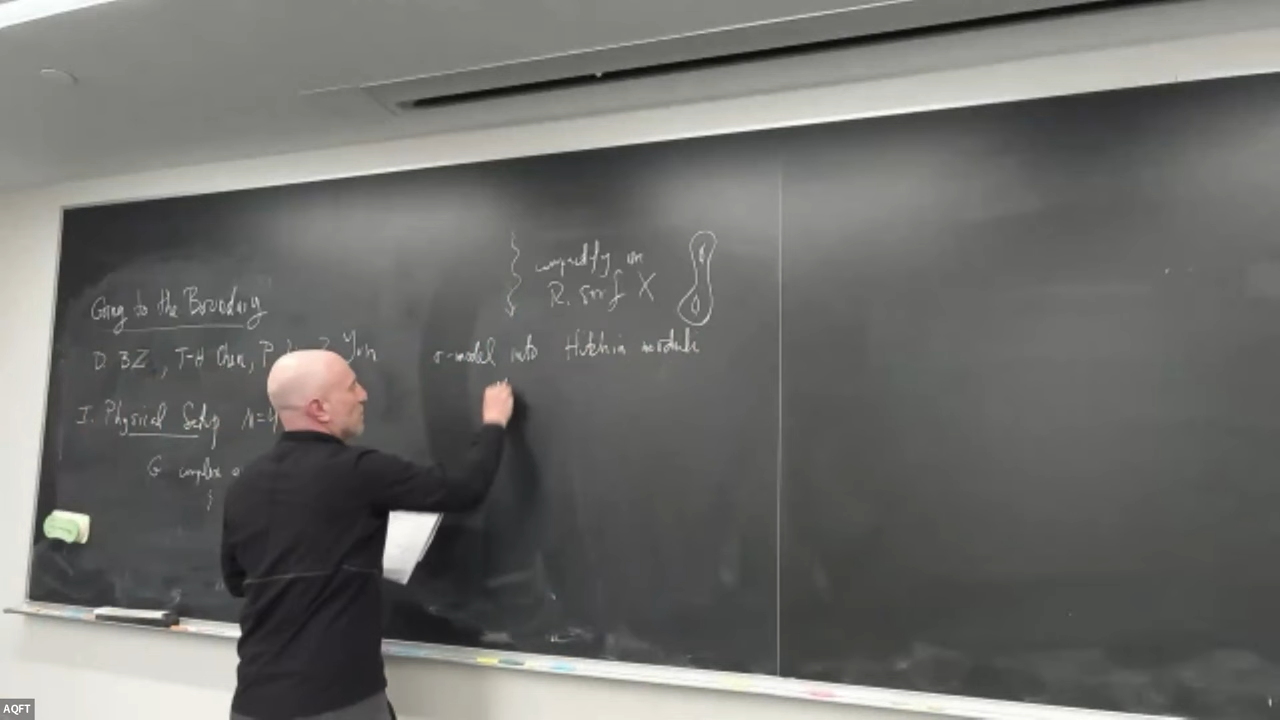 Going to the Boundary
D. BZ, T-H Chen, P. Yun
I. Physical Setup N=4
G complex
compactify on
R. surf X
σ-model into Hitchin moduli
AQFT